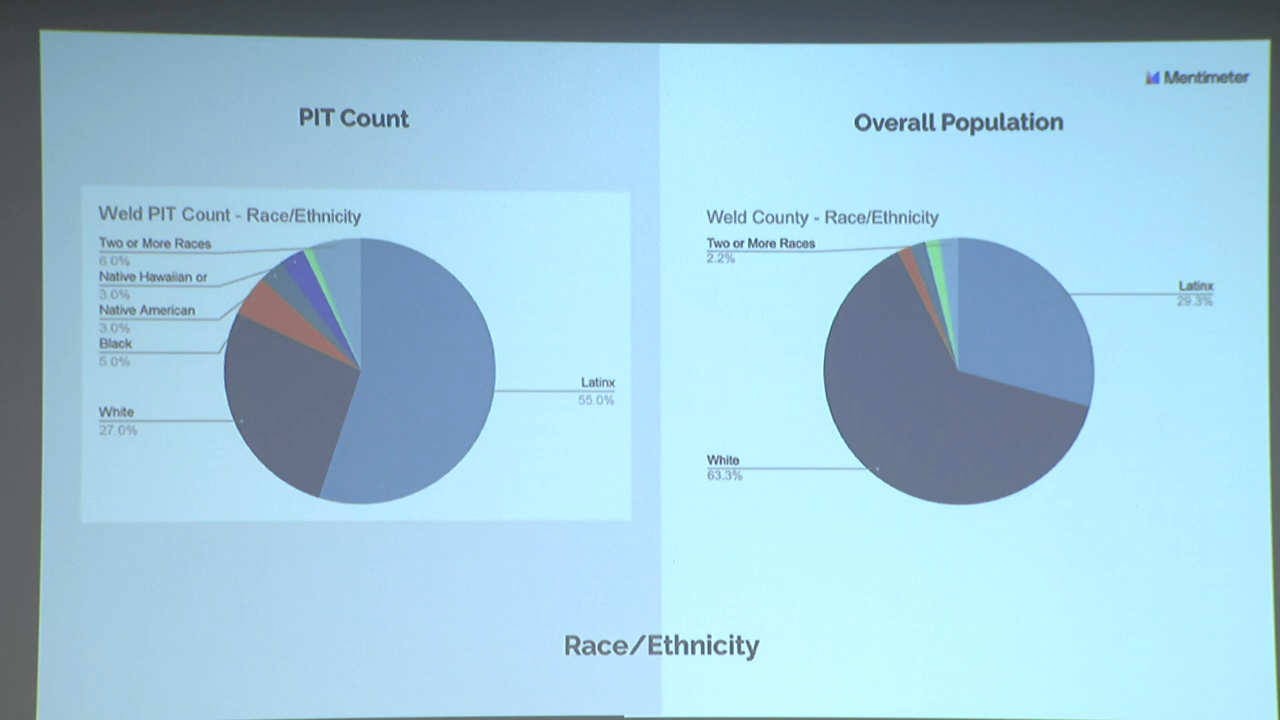 Mentimeter
PIT Count
Weld PIT Count - Race/Ethnicity
Two or More Races
6.0%
Native Hawaiian or
3.0%
Native American
3.0%
Black
5.0%
White
27.0%
Latinx
55.0%
Overall Population
Weld County - Race/Ethnicity
Two or More Races
2.2%
Latinx
29.3%
White
63.3%
Race/Ethnicity